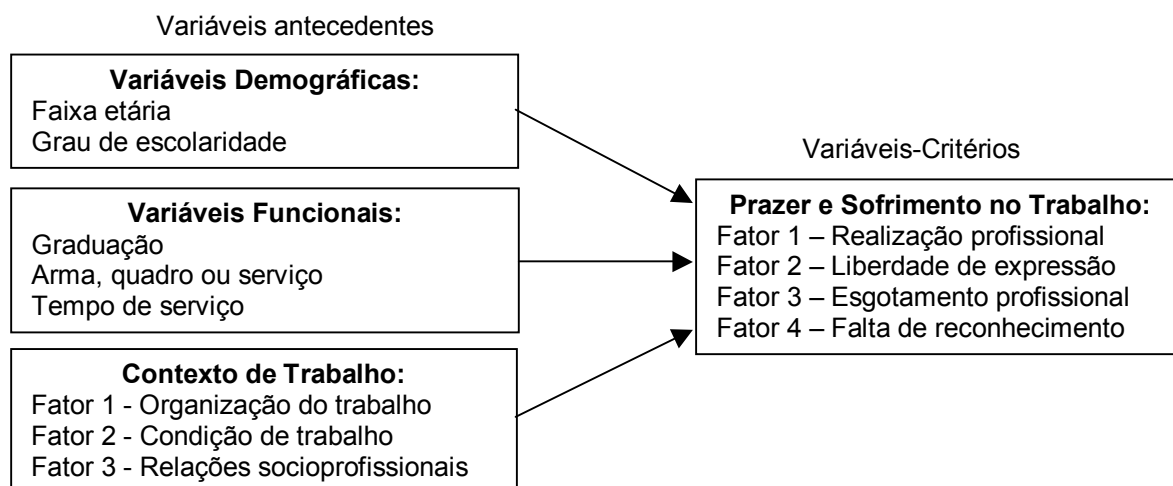 Variáveis antecedentes
Variáveis Demográficas:
Faixa etária
Grau de escolaridade
Variáveis Funcionais:
Graduação
Arma, quadro ou serviço
Tempo de serviço
Contexto de Trabalho:
Fator 1 - Organização do trabalho
Fator 2 - Condição de trabalho
Fator 3 - Relações socioprofissionais
Variáveis-Critérios
Prazer e Sofrimento no Trabalho:
Fator 1 – Realização profissional
Fator 2 – Liberdade de expressão
Fator 3 – Esgotamento profissional
Fator 4 – Falta de reconhecimento